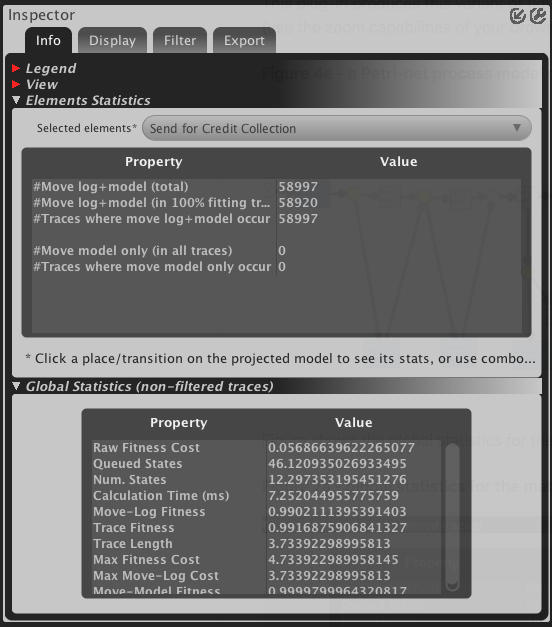 Inspector
Info Display Filter Export
Legend
View
Elements Statistics
Selected elements* Send for Credit Collection
Property Value
#Move log+model (total) 58997
#Move log+model (in 100% fitting tr... 58920
#Traces where move log+model occur 58997
#Move model only (in all traces) 0
#Traces where move model only occur 0
* Click a place/transition on the projected model to see its stats, or use combo...
Global Statistics (non-filtered traces)
Property Value
Raw Fitness Cost 0.05686639622265077
Queued States 46.120935026933495
Num. States 12.297353195451276
Calculation Time (ms) 7.252044955775759
Move-Log Fitness 0.9902111395391403
Trace Fitness 0.9916875906841327
Trace Length 3.73392298995813
Max Fitness Cost 4.7339229899​58145
Max Move-Log Cost 3.73392298995813
Move-Model Fitness 0.9999799964320817